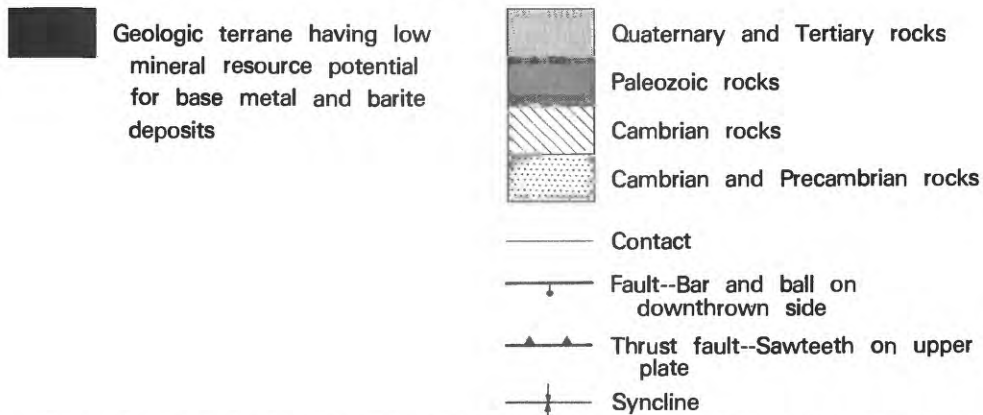 Geologic terrane having low
mineral resource potential
for base metal and barite
deposits
Quaternary and Tertiary rocks
Paleozoic rocks
Cambrian rocks
Cambrian and Precambrian rocks
Contact
Fault--Bar and ball on
downthrown side
Thrust fault--Sawteeth on upper
plate
Syncline